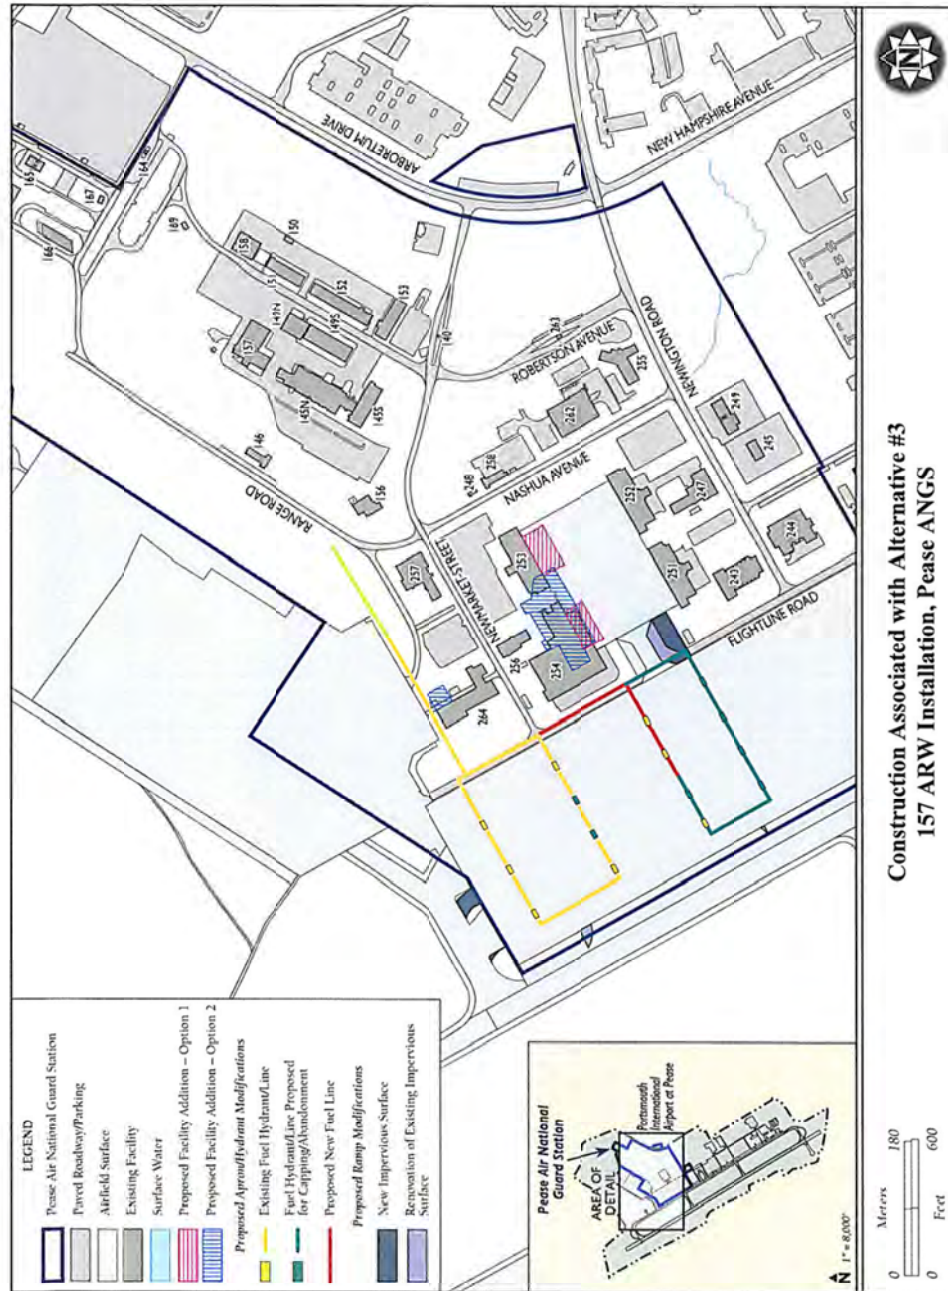 LEGEND
Pease Air National Guard Station
Paved Roadway/Parking
Airfield Surface
Existing Facility
Surface Water
Proposed Facility Addition – Option 1
Proposed Facility Addition – Option 2
Proposed Apron/Hydrant Modifications
Existing Fuel Hydrant/Line
Fuel Hydrant/Line Proposed
for Capping/Abandonment
Proposed New Fuel Line
Proposed Ramp Modifications
New Impervious Surface
Renovation of Existing Impervious
Surface
Pease Air National
Guard Station
AREA OF
DETAIL
Portsmouth
International
Airport at Pease
N
1" = 8,000'
165
166
167
164
169
158
150
151
152
153
149N
149S
157
145N
145S
140
146
156
RANGE ROAD
ARBORETUM DRIVE
NEW HAMPSHIRE AVENUE
263
ROBERTSON AVENUE
255
262
258
248
NASHUA AVENUE
NEWINGTON ROAD
249
245
247
252
251
243
244
253
254
256
257
264
NEWMARKET STREET
FLIGHTLINE ROAD
0 Meters 180
0 Feet 600
Construction Associated with Alternative #3
157 ARW Installation, Pease ANGS
N